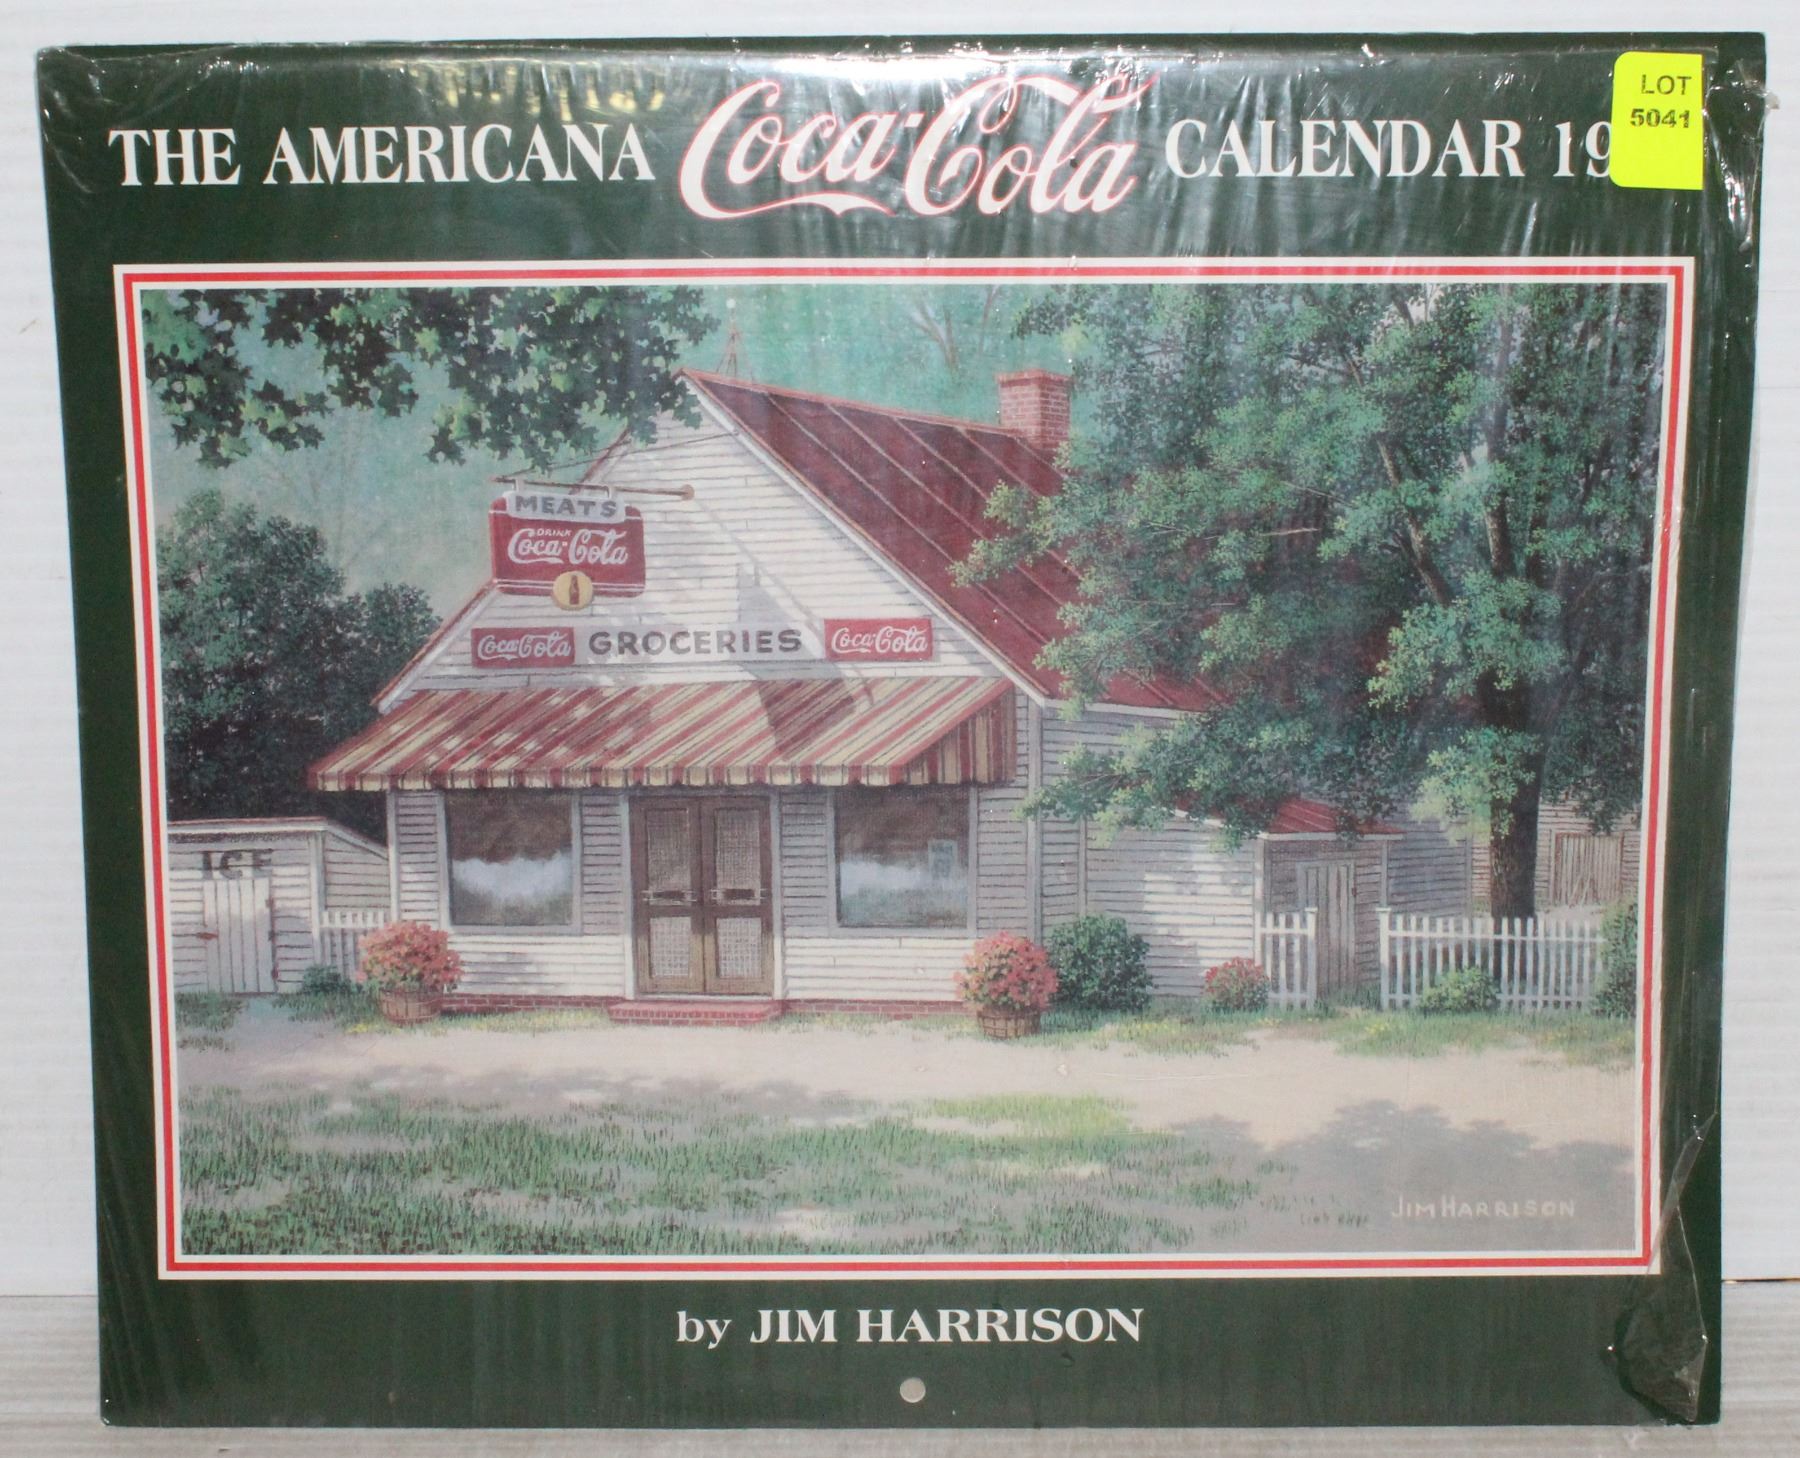 THE AMERICANA Coca-Cola CALENDAR 19
LOT
5041
MEATS
DRINK
Coca-Cola
Coca-Cola GROCERIES Coca-Cola
ICE
JIM HARRISON
by JIM HARRISON